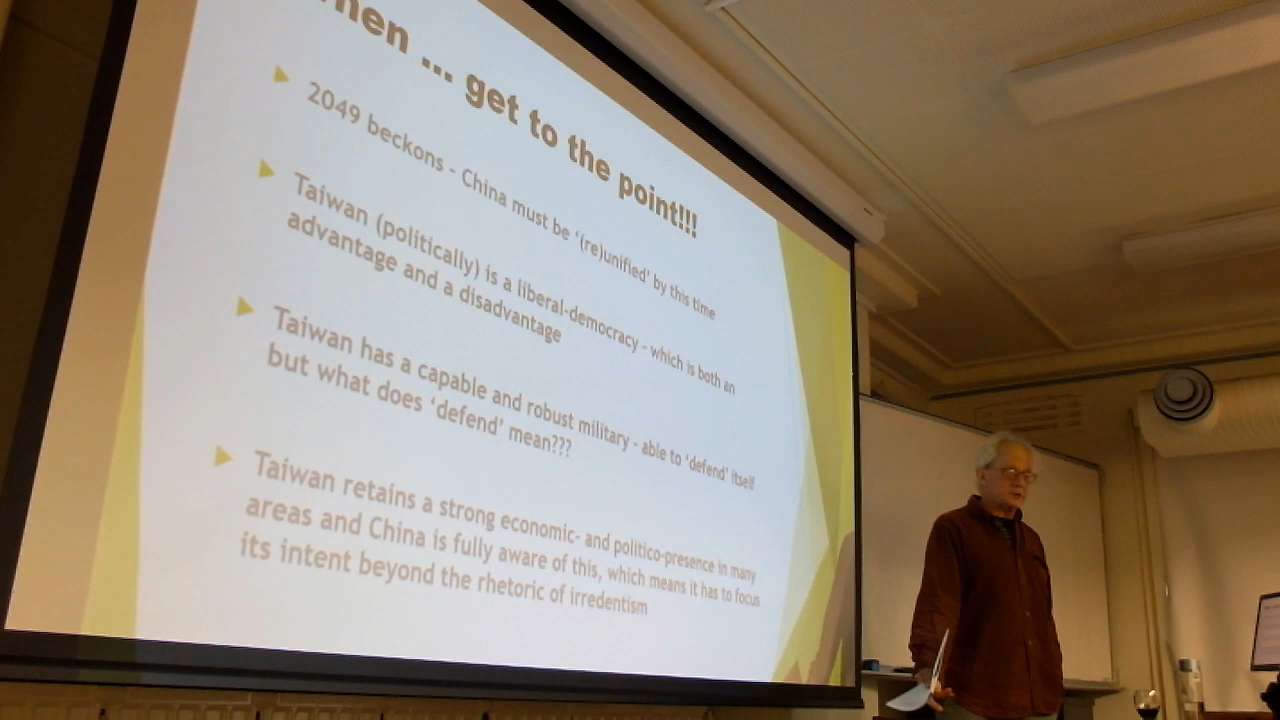 ... get to the point!!!
2049 beckons - China must be ‘(re)unified’ by this time
Taiwan (politically) is a liberal-democracy - which is both an
advantage and a disadvantage
Taiwan has a capable and robust military - able to ‘defend’ itself
but what does ‘defend’ mean???
Taiwan retains a strong economic- and politico-presence in many
areas and China is fully aware of this, which means it has to focus
its intent beyond the rhetoric of irredentism